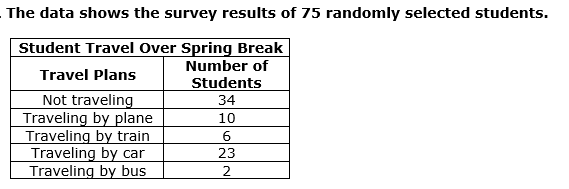 . The data shows the survey results of 75 randomly selected students.
Student Travel Over Spring Break
Travel Plans
Number of
Students
Not traveling 34
Traveling by plane 10
Traveling by train 6
Traveling by car 23
Traveling by bus 2